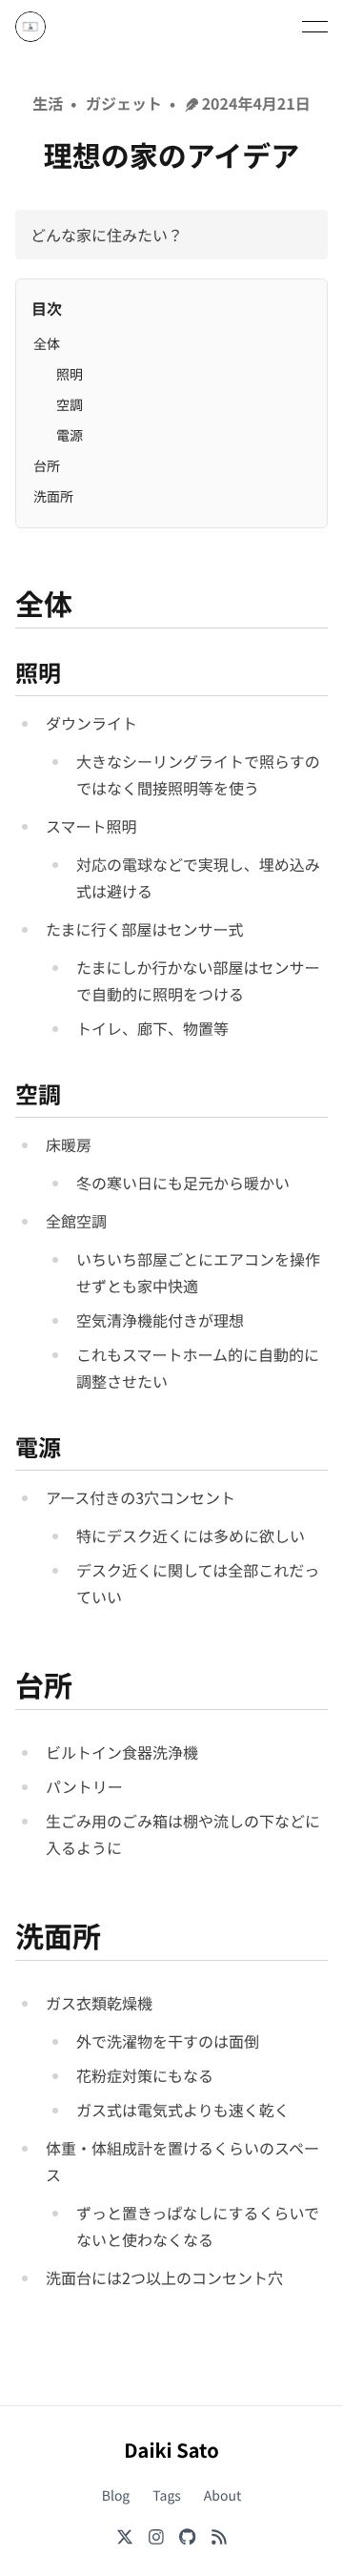 生活 • ガジェット • 2024年4月21日
理想の家のアイデア
どんな家に住みたい？
目次
全体
照明
空調
電源
台所
洗面所
全体
照明
ダウンライト
大きなシーリングライトで照らすの
ではなく間接照明等を使う
スマート照明
対応の電球などで実現し、埋め込み
式は避ける
たまに行く部屋はセンサー式
たまにしか行かない部屋はセンサー
で自動的に照明をつける
トイレ、廊下、物置等
空調
床暖房
冬の寒い日にも足元から暖かい
全館空調
いちいち部屋ごとにエアコンを操作
せずとも家中快適
空気清浄機能付きが理想
これもスマートホーム的に自動的に
調整させたい
電源
アース付きの3穴コンセント
特にデスク近くには多めに欲しい
デスク近くに関しては全部これだっ
ていい
台所
ビルトイン食器洗浄機
パントリー
生ごみ用のごみ箱は棚や流しの下などに
入るように
洗面所
ガス衣類乾燥機
外で洗濯物を干すのは面倒
花粉症対策にもなる
ガス式は電気式よりも速く乾く
体重・体組成計を置けるくらいのスペー
ス
ずっと置きっぱなしにするくらいで
ないと使わなくなる
洗面台には2つ以上のコンセント穴
Daiki Sato
Blog Tags About